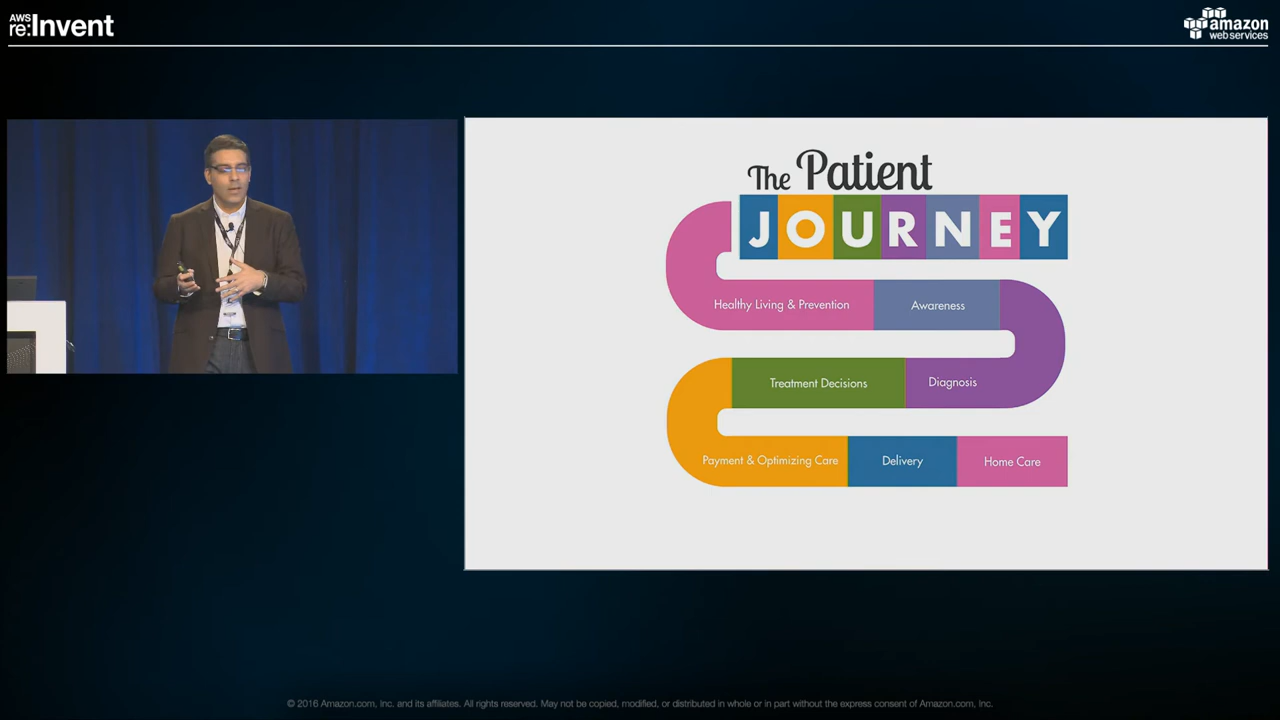 AWS
re:Invent
amazon
web services
The Patient
JOURNEY
Healthy Living & Prevention
Awareness
Treatment Decisions
Diagnosis
Payment & Optimizing Care
Delivery
Home Care
© 2016 Amazon.com, Inc. and its affiliates. All rights reserved. May not be copied, modified, or distributed in whole or in part without the express consent of Amazon.com, Inc.